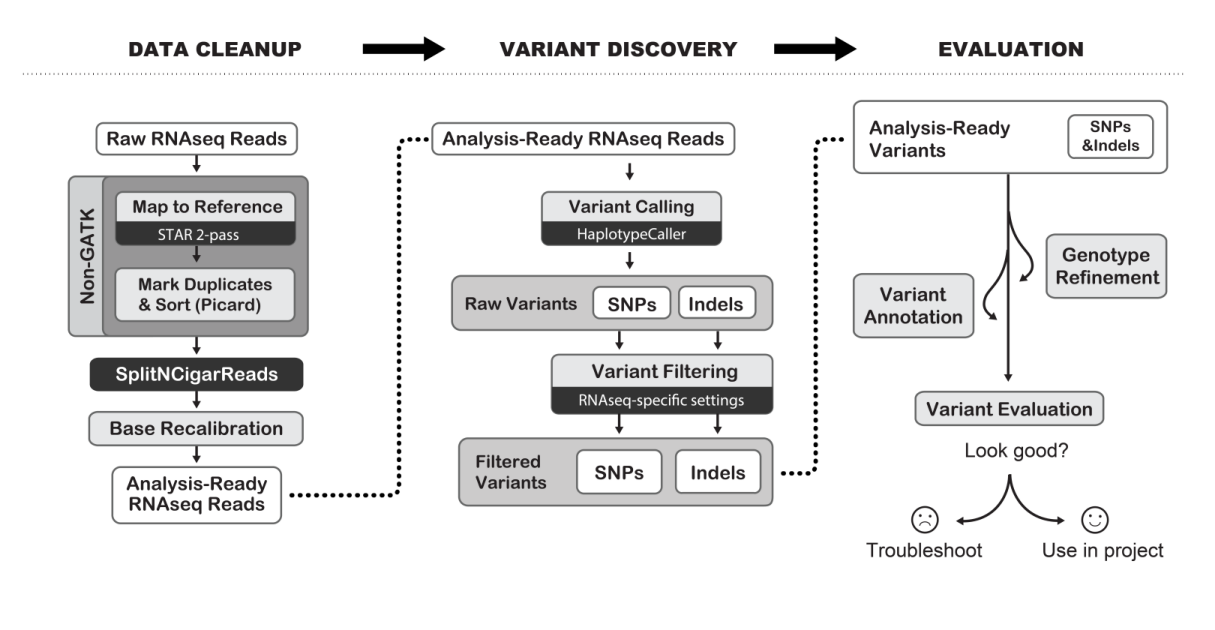 DATA CLEANUP
VARIANT DISCOVERY
EVALUATION
Raw RNAseq Reads
Non-GATK
Map to Reference
STAR 2-pass
Mark Duplicates
& Sort (Picard)
SplitNCigarReads
Base Recalibration
Analysis-Ready
RNAseq Reads
Analysis-Ready RNAseq Reads
Variant Calling
HaplotypeCaller
Raw Variants
SNPs
Indels
Variant Filtering
RNAseq-specific settings
Filtered
Variants
SNPs
Indels
Analysis-Ready
Variants
SNPs
&Indels
Genotype
Refinement
Variant
Annotation
Variant Evaluation
Look good?
Troubleshoot
Use in project